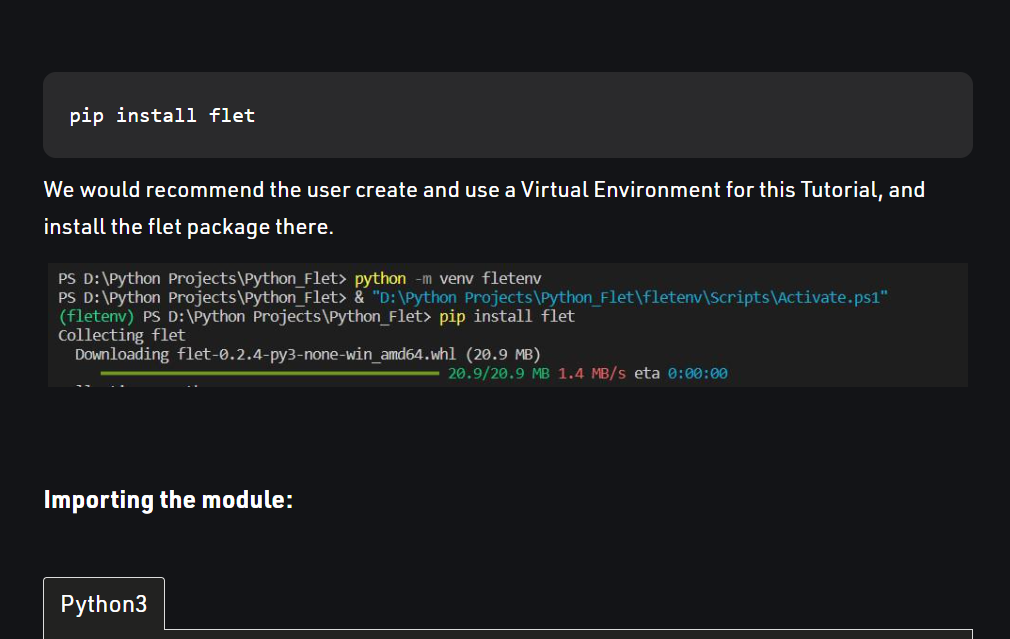 pip install flet
We would recommend the user create and use a Virtual Environment for this Tutorial, and
install the flet package there.
PS D:\Python Projects\Python_Flet> python -m venv fletenv
PS D:\Python Projects\Python_Flet> & "D:\Python Projects\Python_Flet\fletenv\Scripts\Activate.ps1"
(fletenv) PS D:\Python Projects\Python_Flet> pip install flet
Collecting flet
Downloading flet-0.2.4-py3-none-win_amd64.whl (20.9 MB)
20.9/20.9 MB 1.4 MB/s eta 0:00:00
Importing the module:
Python3